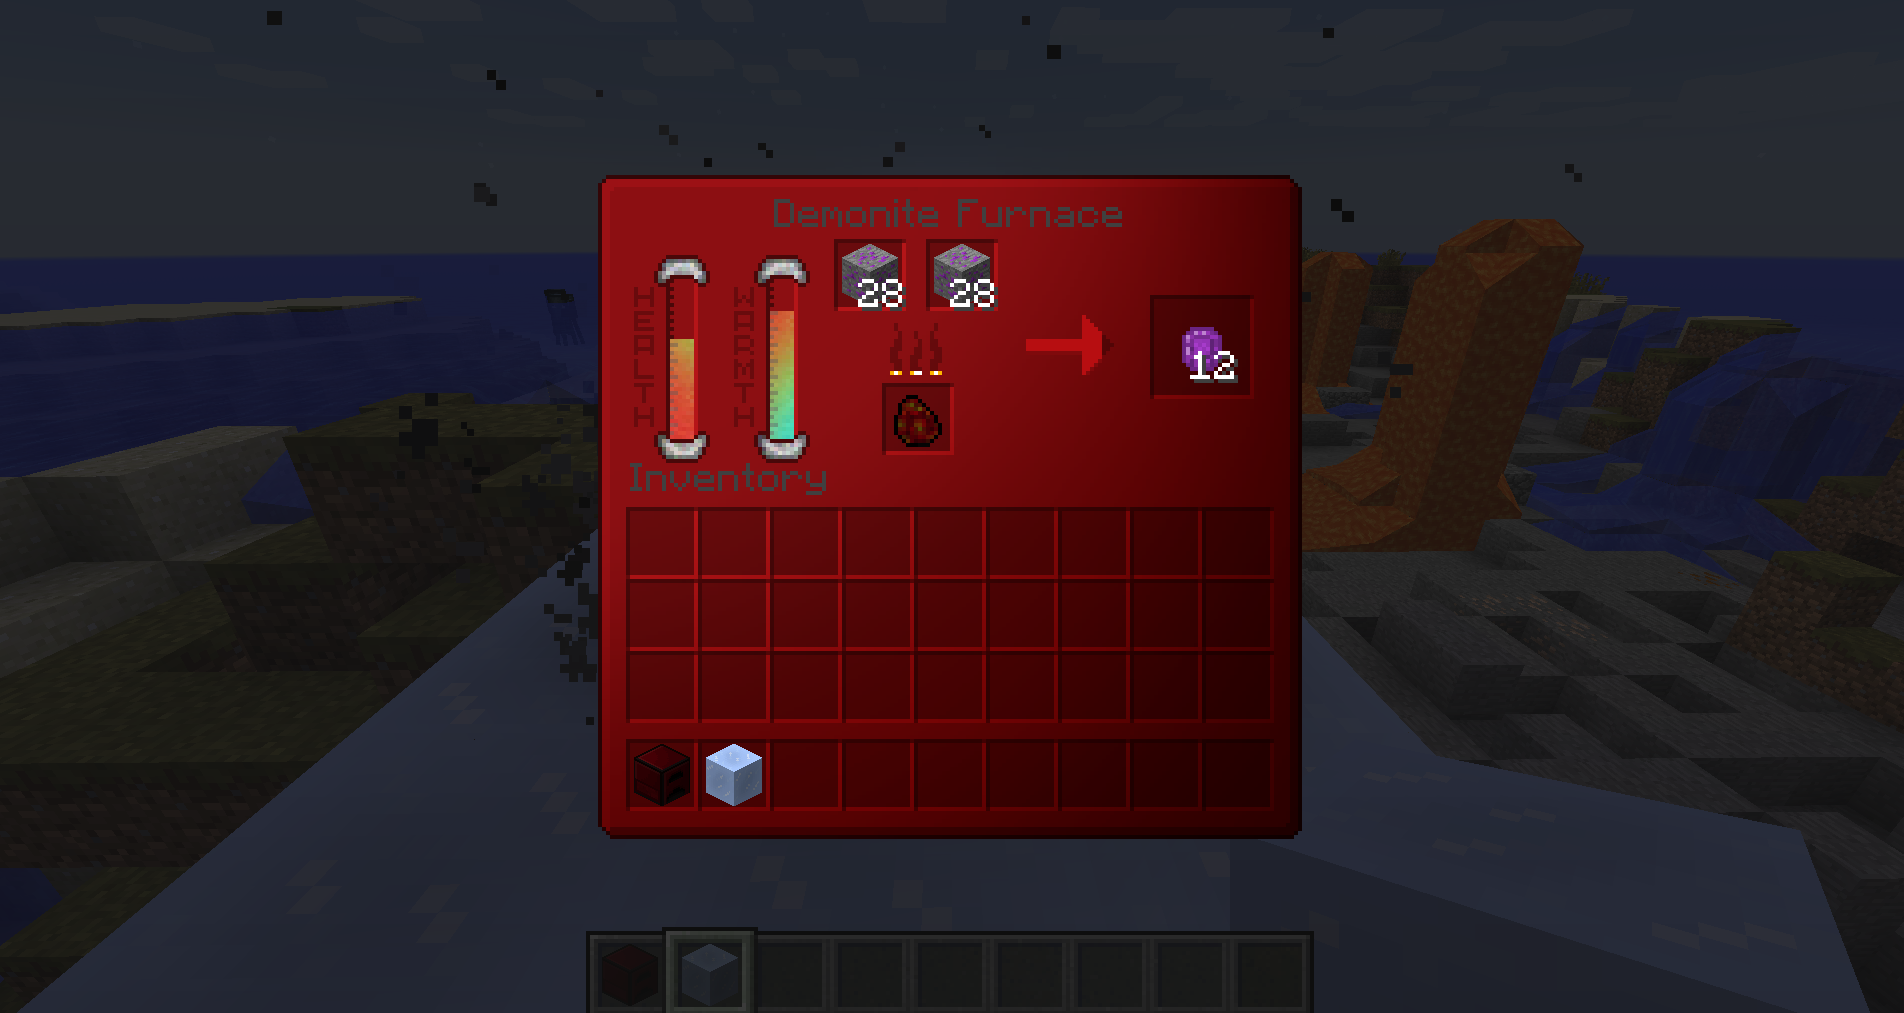 Demonite Furnace
28 28
HEALTH
WARMTH
12
Inventory